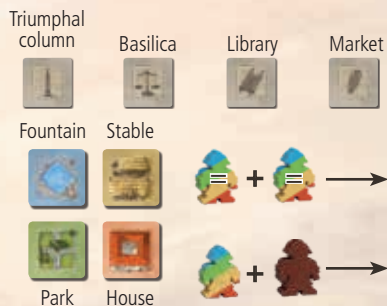 Triumphal
column
Basilica
Library
Market
Fountain
Stable
= + =
+
Park
House